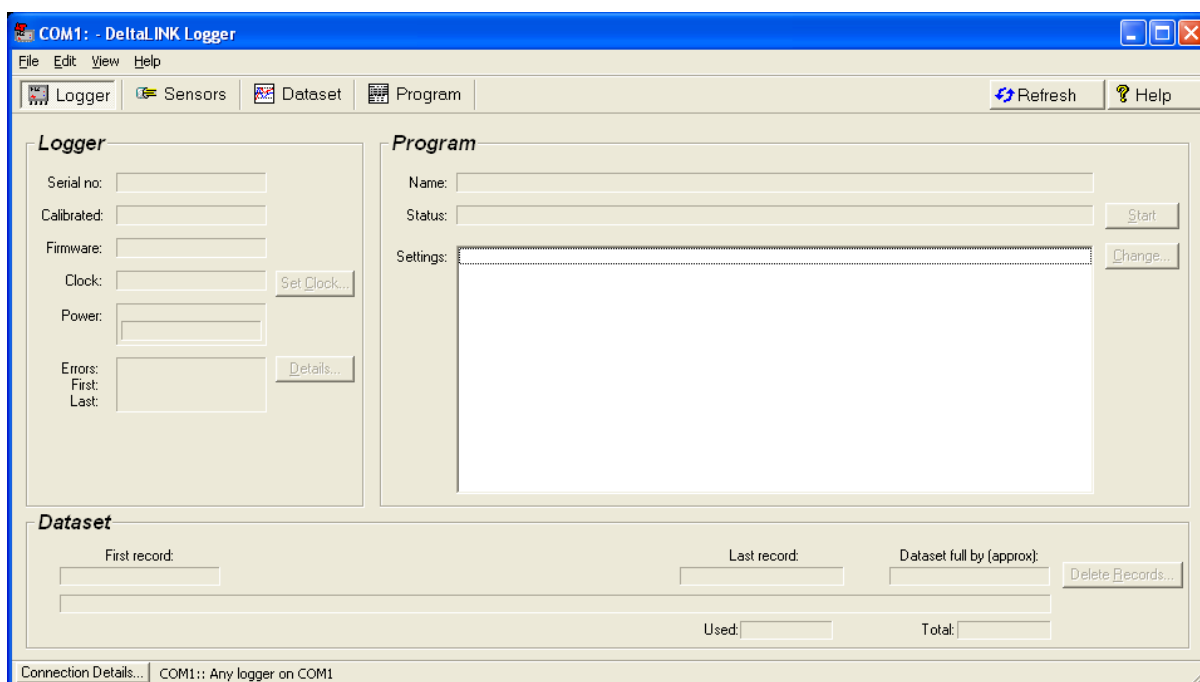 COM1: - DeltaLINK Logger
File Edit View Help
Logger Sensors Dataset Program Refresh Help
Logger
Serial no:
Calibrated:
Firmware:
Clock: Set Clock...
Power:
Errors: Details...
First:
Last:
Program
Name:
Status: Start
Settings: Change...
Dataset
First record: Last record: Dataset full by (approx):
Delete Records...
Used: Total:
Connection Details... COM1:: Any logger on COM1